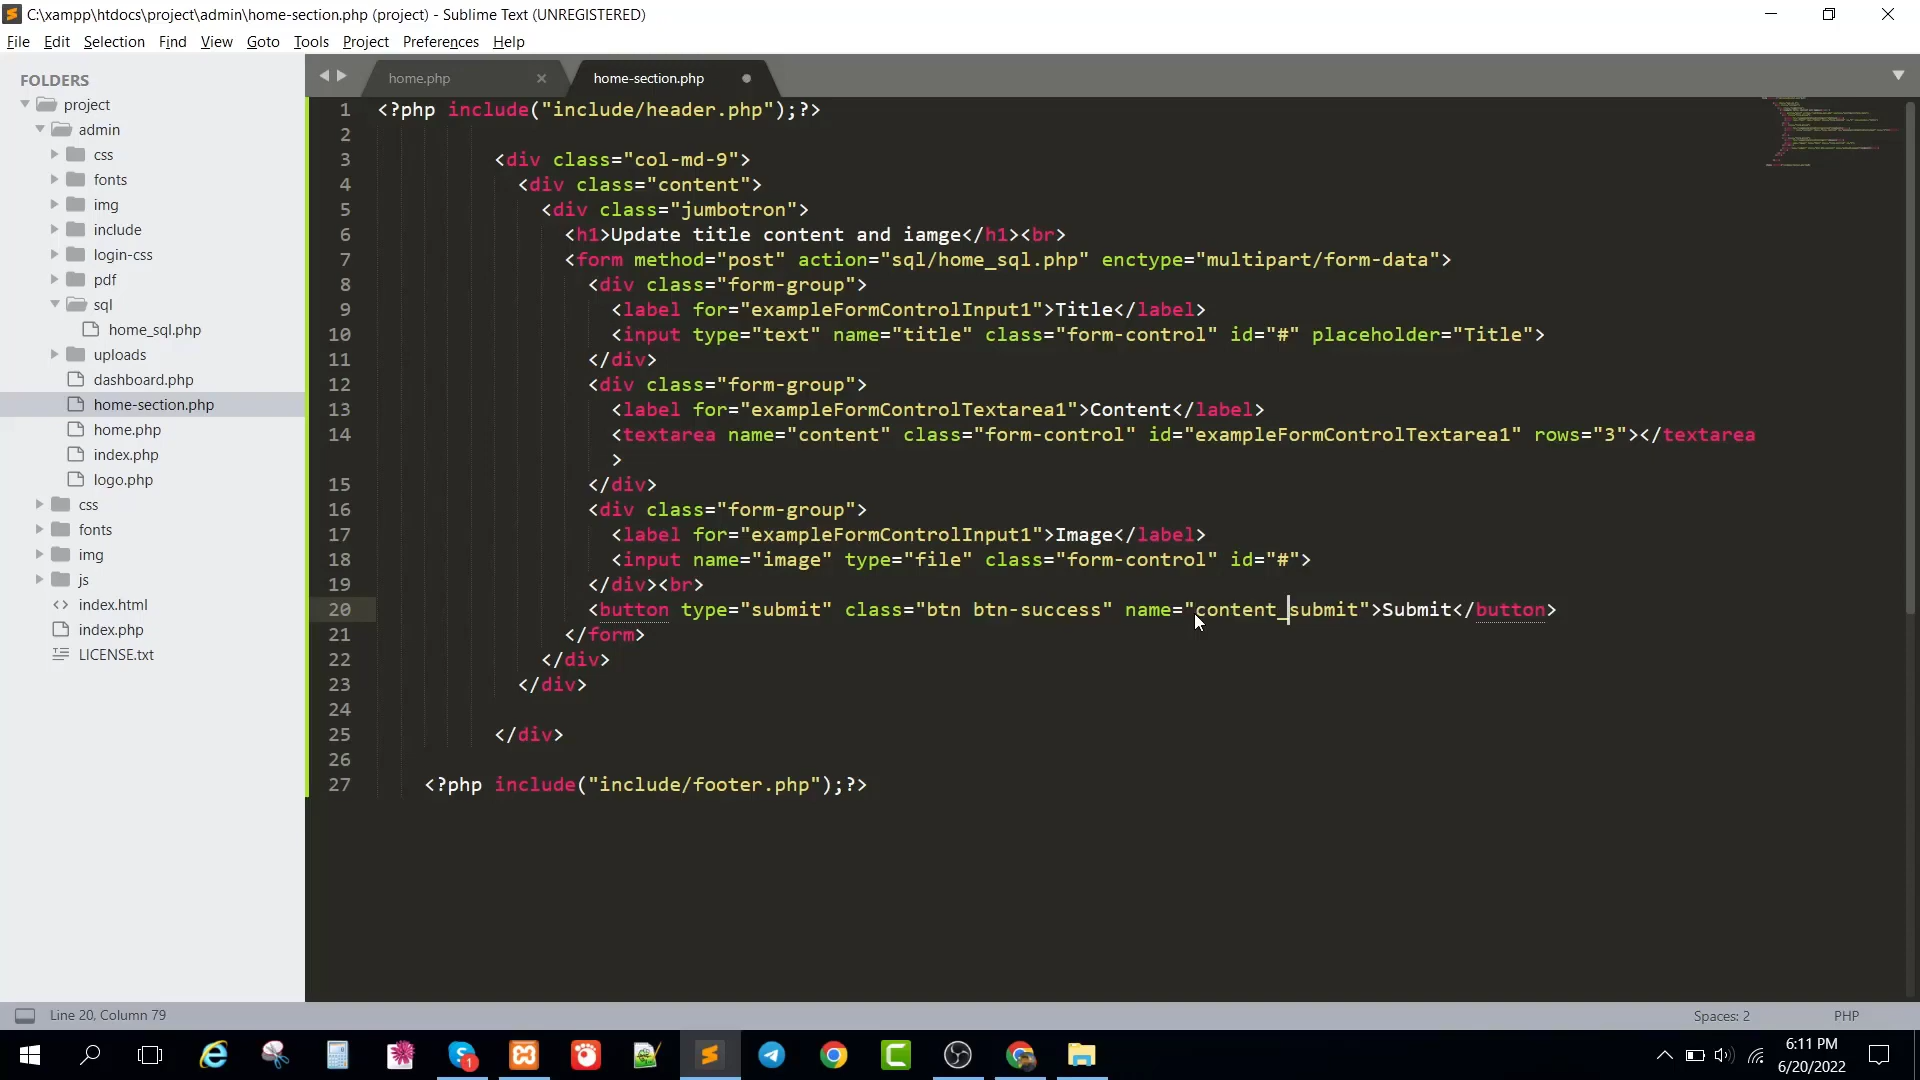 C:\xampp\htdocs\project\admin\home-section.php (project) - Sublime Text (UNREGISTERED)
File Edit Selection Find View Goto Tools Project Preferences Help
FOLDERS
project
admin
css
fonts
img
include
login-css
pdf
sql
home_sql.php
uploads
dashboard.php
home-section.php
home.php
index.php
logo.php
css
fonts
img
js
index.html
index.php
LICENSE.txt
home.php
home-section.php
1 <?php include("include/header.php");?>
2
3 <div class="col-md-9">
4 <div class="content">
5 <div class="jumbotron">
6 <h1>Update title content and iamge</h1><br>
7 <form method="post" action="sql/home_sql.php" enctype="multipart/form-data">
8 <div class="form-group">
9 <label for="exampleFormControlInput1">Title</label>
10 <input type="text" name="title" class="form-control" id="#" placeholder="Title">
11 </div>
12 <div class="form-group">
13 <label for="exampleFormControlTextarea1">Content</label>
14 <textarea name="content" class="form-control" id="exampleFormControlTextarea1" rows="3"></textarea
>
15 </div>
16 <div class="form-group">
17 <label for="exampleFormControlInput1">Image</label>
18 <input name="image" type="file" class="form-control" id="#">
19 </div><br>
20 <button type="submit" class="btn btn-success" name="content_submit">Submit</button>
21 </form>
22 </div>
23 </div>
24
25 </div>
26
27 <?php include("include/footer.php");?>
Line 20, Column 79
Spaces: 2
PHP
1
6:11 PM
6/20/2022